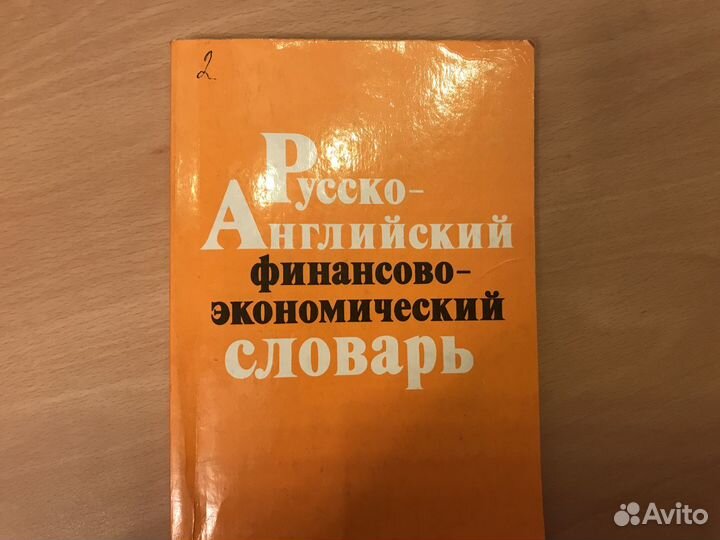 2.
Русско-
Английский
финансово-
экономический
словарь
Avito